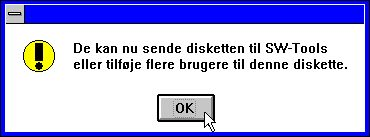 De kan nu sende disketten til SW-Tools
eller tilføje flere brugere til denne diskette.
OK